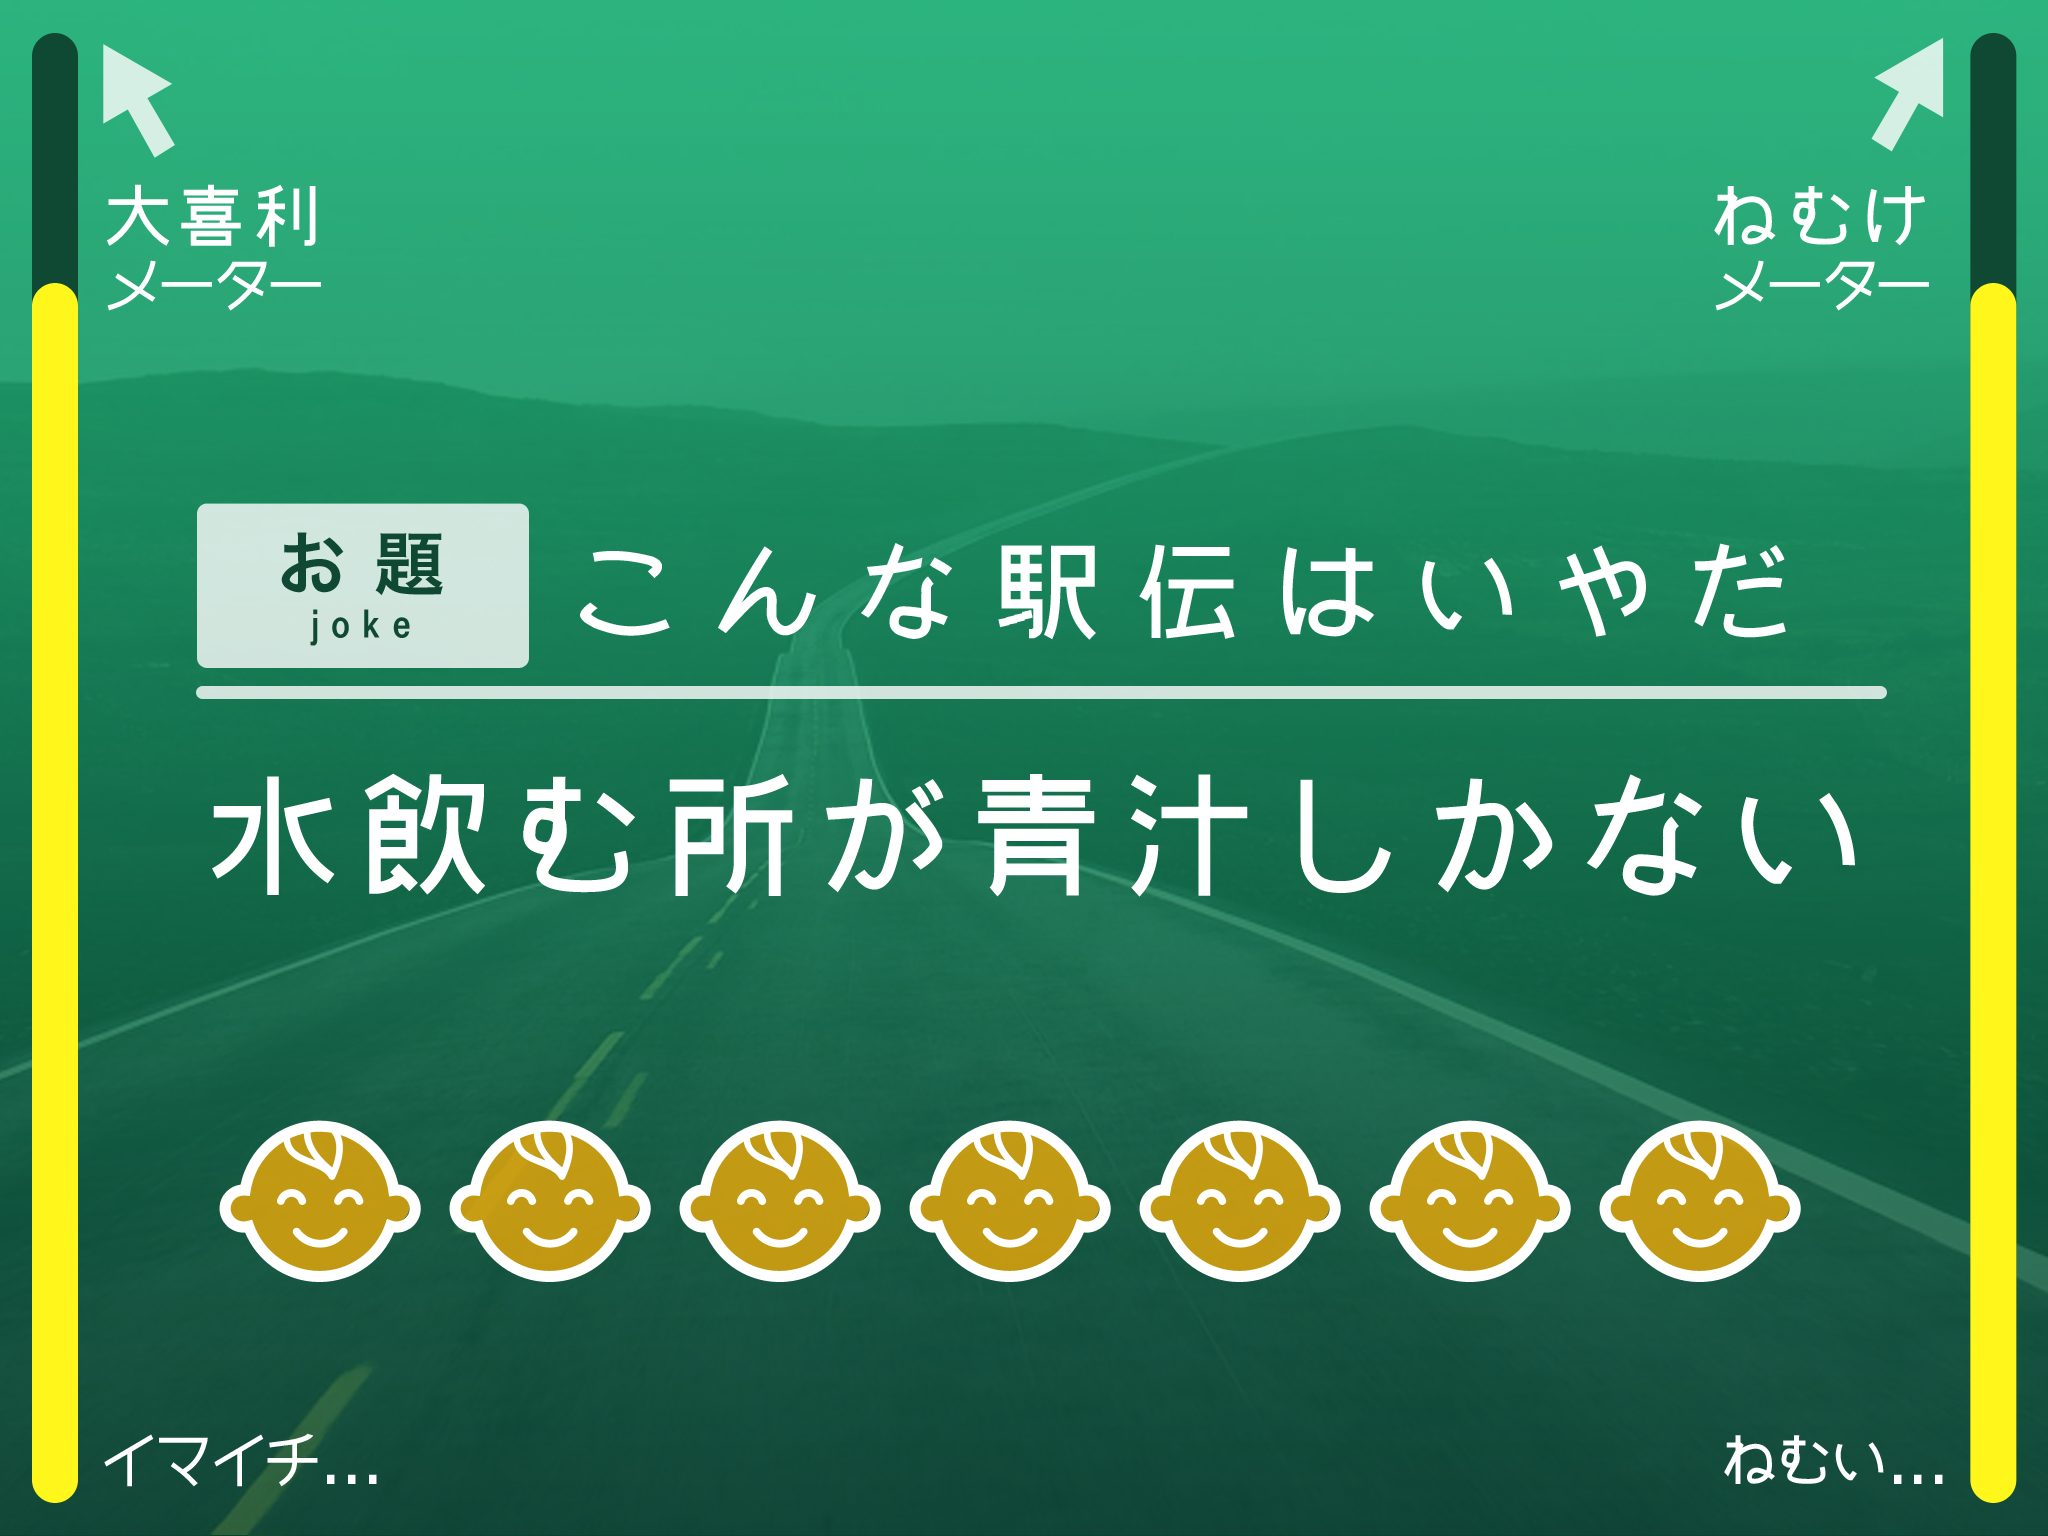 大喜利
メーター
ねむけ
メーター
お題
joke
こんな駅伝はいやだ
水飲む所が青汁しかない
イマイチ...
ねむい...